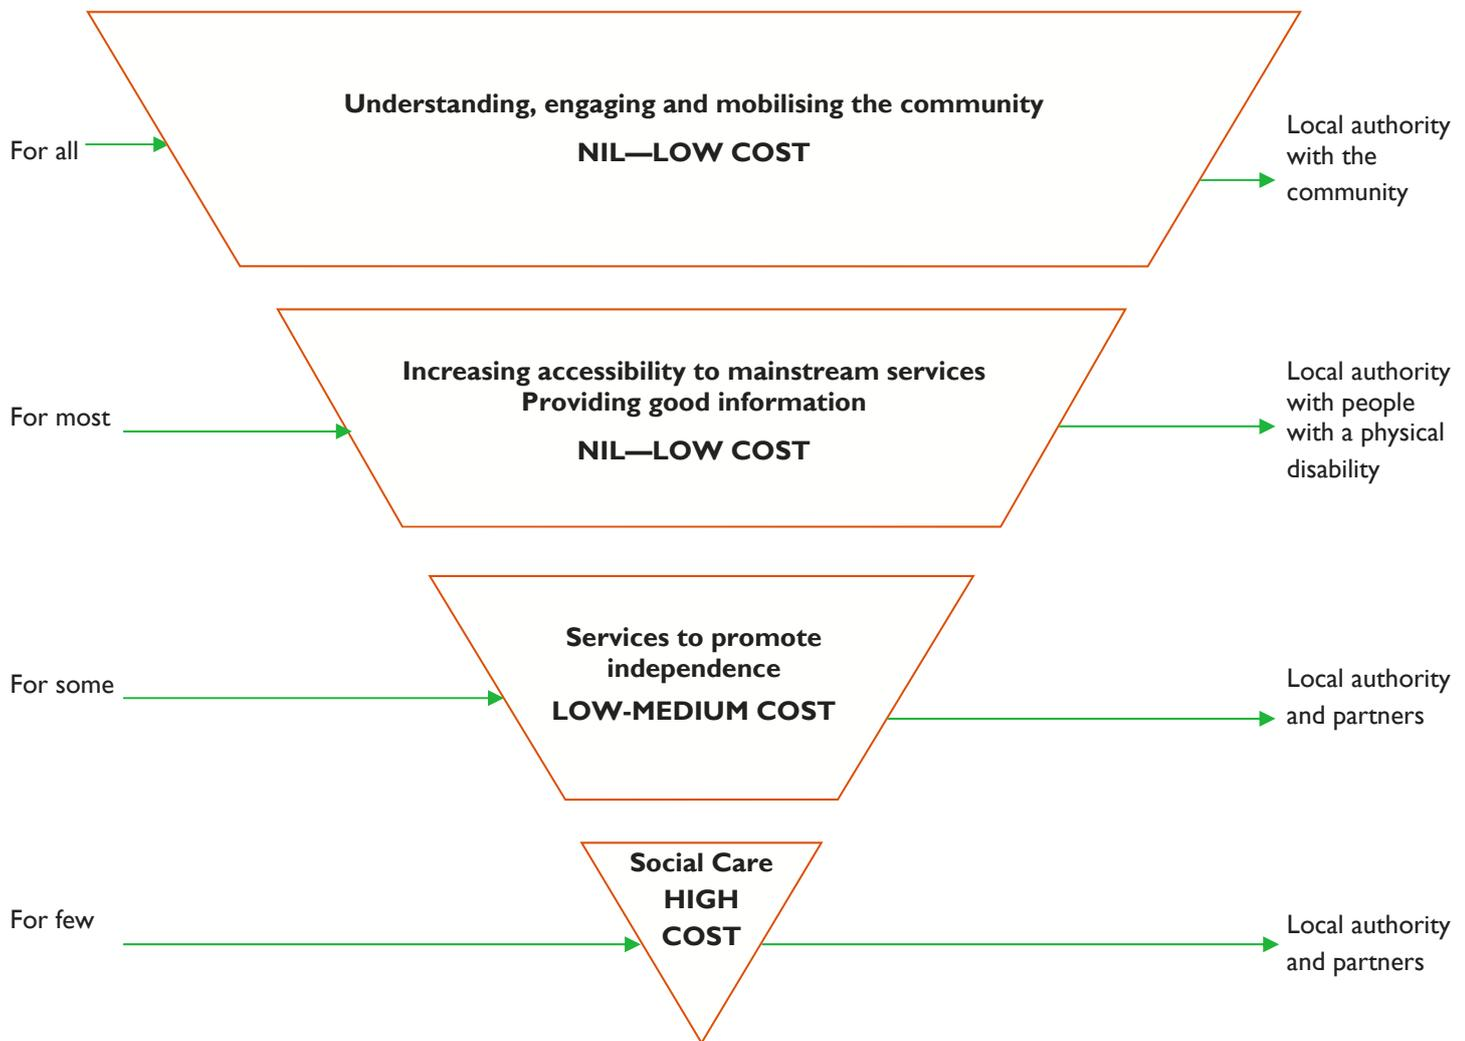 Understanding, engaging and mobilising the community
NIL—LOW COST
For all
Local authority
with the
community
Increasing accessibility to mainstream services
Providing good information
NIL—LOW COST
For most
Local authority
with people
with a physical
disability
Services to promote
independence
LOW-MEDIUM COST
For some
Local authority
and partners
Social Care
HIGH
COST
For few
Local authority
and partners